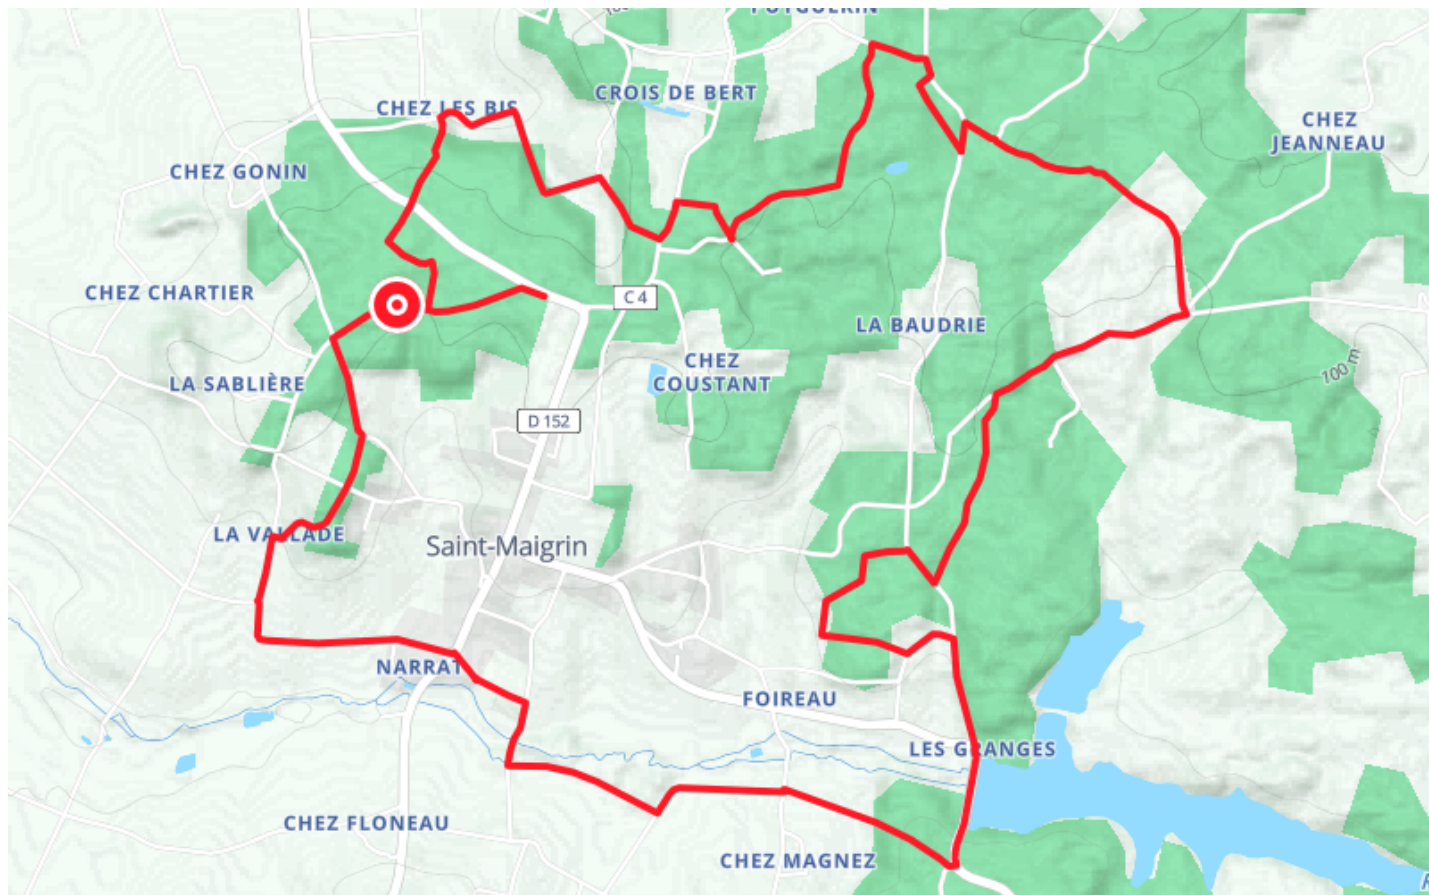 PUYGUERIN
CHEZ LES BIS
CROIS DE BERT
CHEZ
JEANNEAU
CHEZ GONIN
CHEZ CHARTIER
C 4
LA BAUDRIE
CHEZ
COUSTANT
100 m
LA SABLIÈRE
D 152
LA VALLADE
Saint-Maigrin
NARRAT
FOIREAU
LES GRANGES
CHEZ FLONEAU
CHEZ MAGNEZ